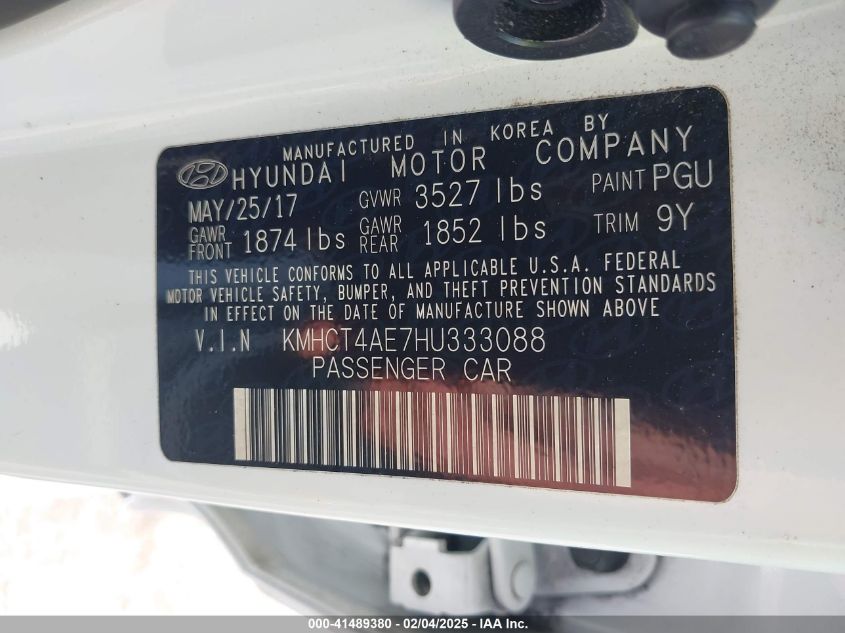 MANUFACTURED IN KOREA BY
HYUNDAI MOTOR COMPANY
MAY/25/17 GVWR 3527 lbs PAINT PGU
GAWR FRONT 1874 lbs GAWR REAR 1852 lbs TRIM 9Y
THIS VEHICLE CONFORMS TO ALL APPLICABLE U.S.A. FEDERAL
MOTOR VEHICLE SAFETY, BUMPER, AND THEFT PREVENTION STANDARDS
IN EFFECT ON THE DATE OF MANUFACTURE SHOWN ABOVE
V.I.N KMHCT4AE7HU333088
PASSENGER CAR
000-41489380 - 02/04/2025 - IAA Inc.